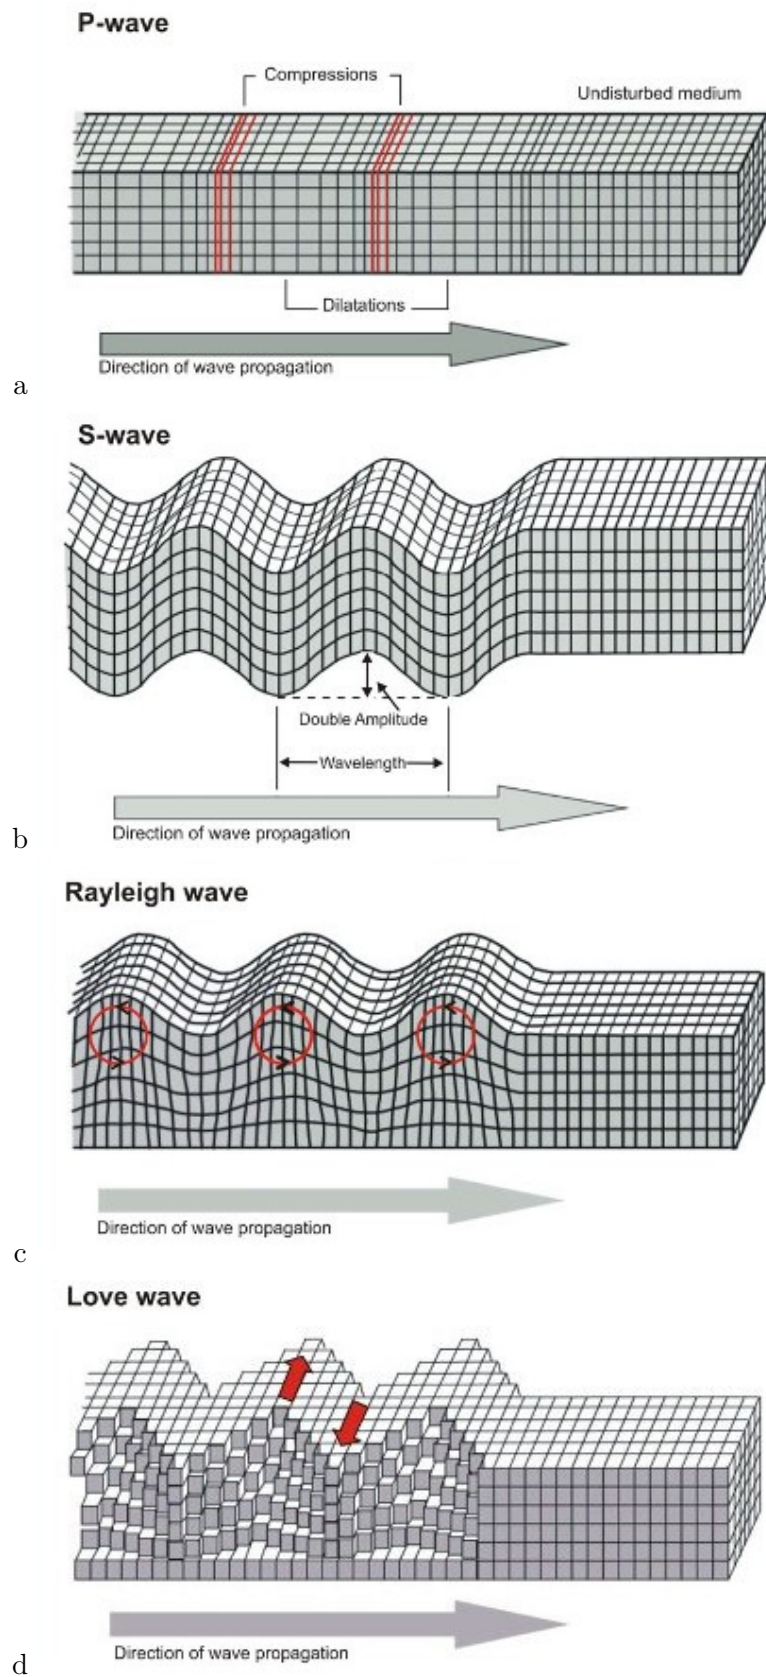 P-wave
Compressions
Undisturbed medium
Dilatations
Direction of wave propagation
a
S-wave
Double Amplitude
Wavelength
Direction of wave propagation
b
Rayleigh wave
Direction of wave propagation
c
Love wave
Direction of wave propagation
d